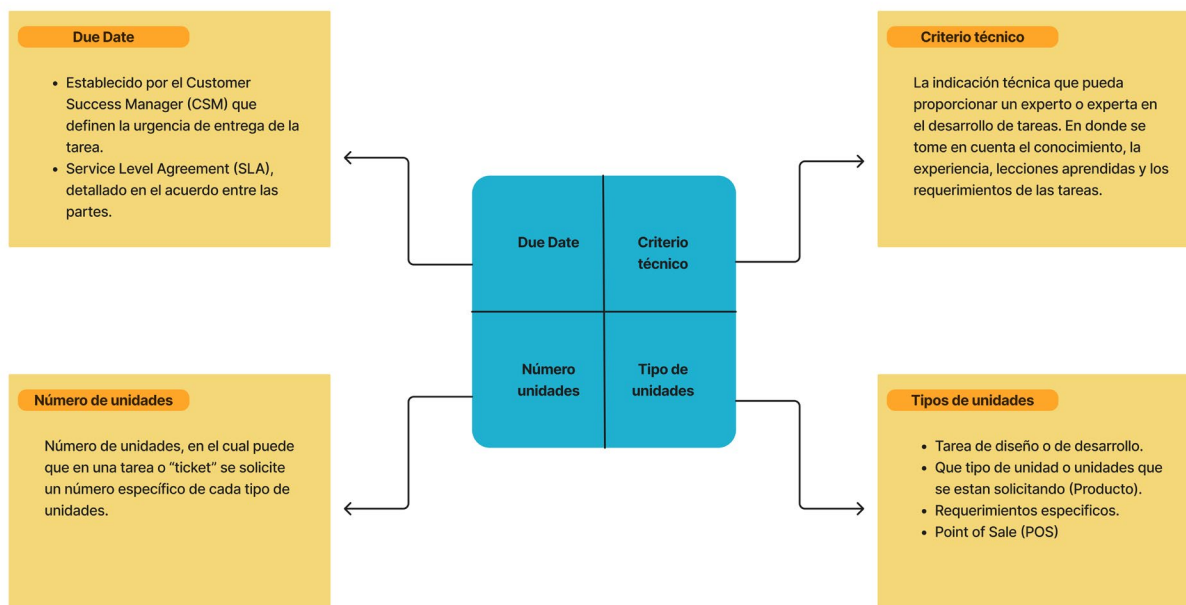 Due Date
• Establecido por el Customer
Success Manager (CSM) que
definen la urgencia de entrega de la
tarea.
• Service Level Agreement (SLA),
detallado en el acuerdo entre las
partes.
Criterio técnico
La indicación técnica que pueda
proporcionar un experto o experta en
el desarrollo de tareas. En donde se
tome en cuenta el conocimiento, la
experiencia, lecciones aprendidas y los
requerimientos de las tareas.
Due Date
Criterio
técnico
Número
unidades
Tipo de
unidades
Número de unidades
Número de unidades, en el cual puede
que en una tarea o “ticket” se solicite
un número específico de cada tipo de
unidades.
Tipos de unidades
• Tarea de diseño o de desarrollo.
• Que tipo de unidad o unidades que
se estan solicitando (Producto).
• Requerimientos especificos.
• Point of Sale (POS)